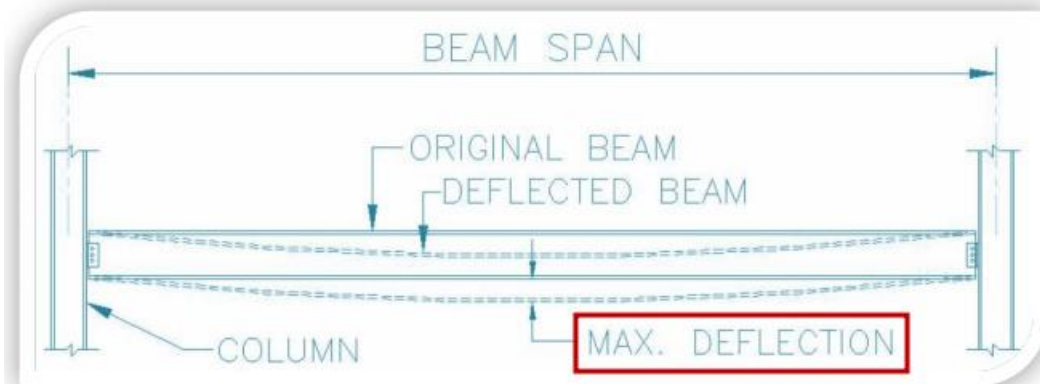 BEAM SPAN
ORIGINAL BEAM
DEFLECTED BEAM
COLUMN
MAX. DEFLECTION